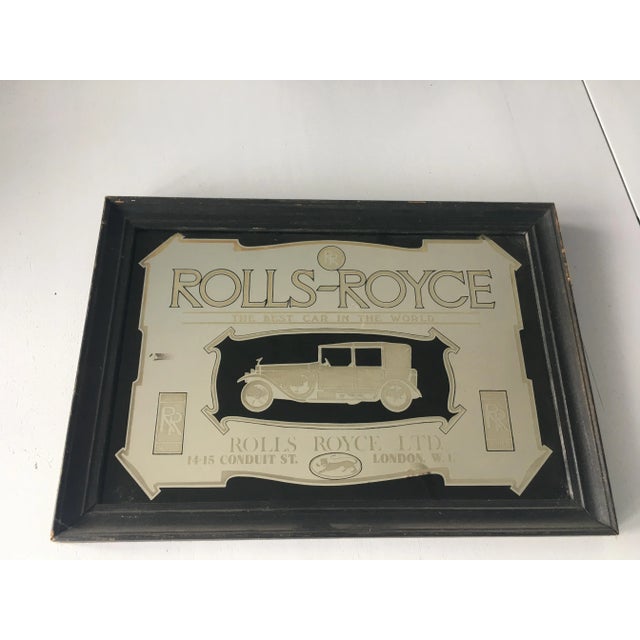 RR
ROLLS-ROYCE
THE BEST CAR IN THE WORLD
RR
RR
ROLLS ROYCE LTD.
14-15 CONDUIT ST. LONDON, W. 1.